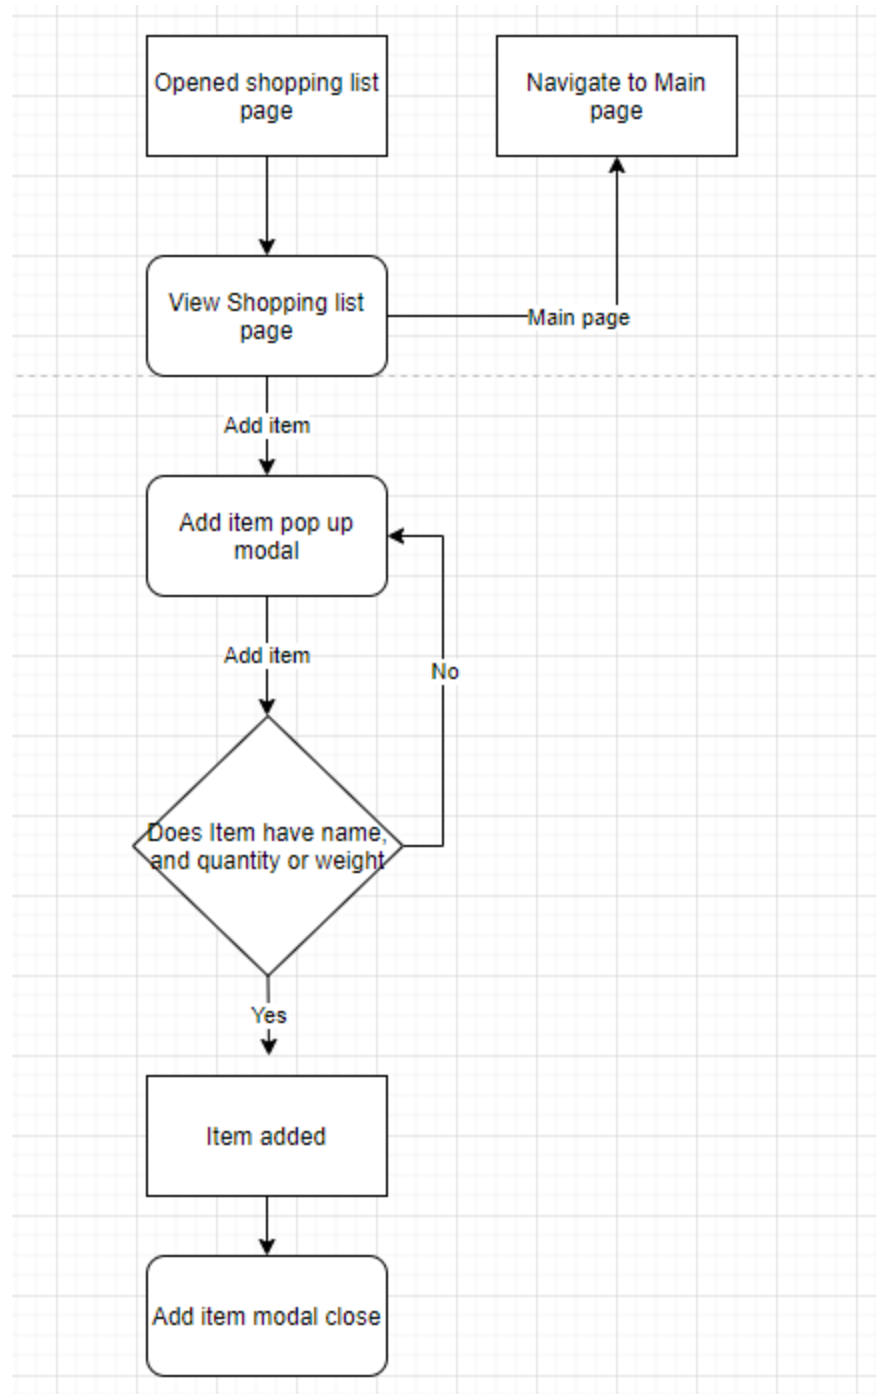 Opened shopping list
page
Navigate to Main
page
View Shopping list
page
Main page
Add item
Add item pop up
modal
Add item
No
Does Item have name,
and quantity or weight
Yes
Item added
Add item modal close